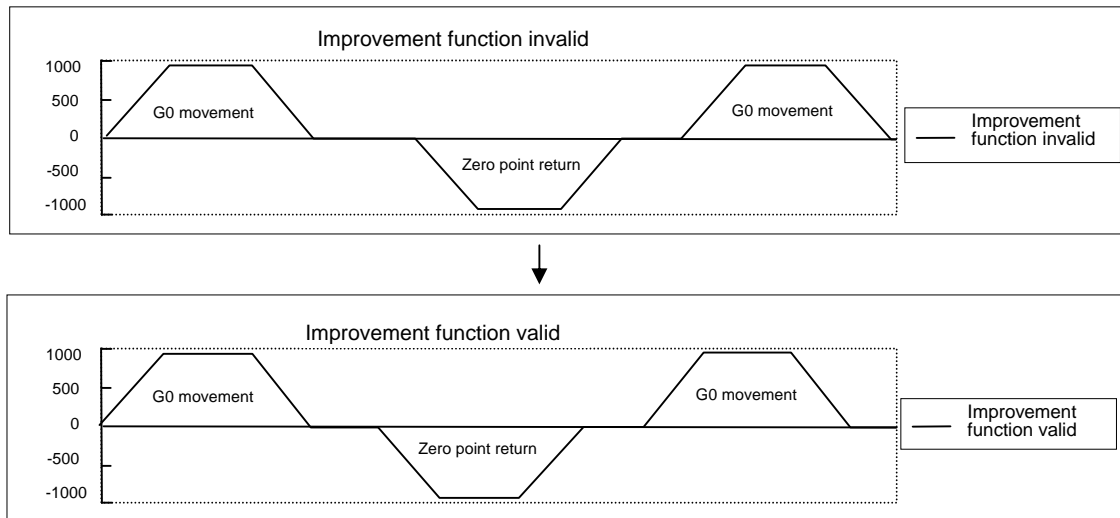 Improvement function invalid
1000
500
0
-500
-1000
G0 movement
Zero point return
G0 movement
Improvement
function invalid
Improvement function valid
1000
500
0
-500
-1000
G0 movement
Zero point return
G0 movement
Improvement
function valid